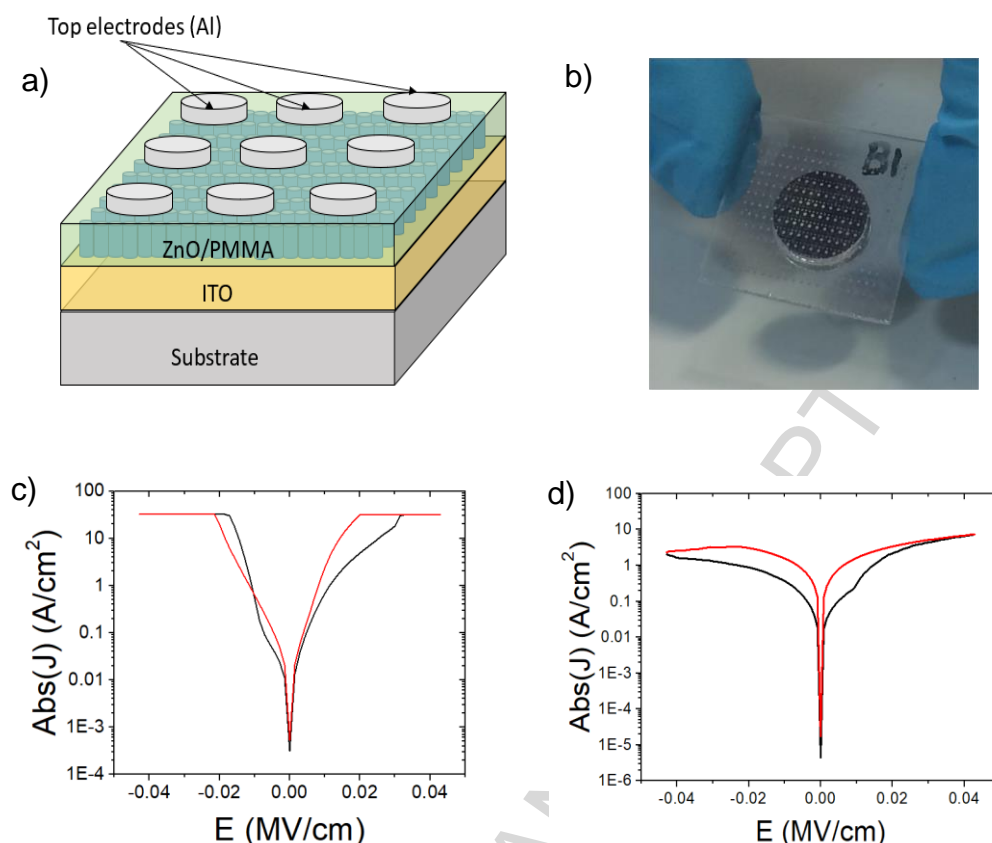 Top electrodes (Al)
a)
ZnO/PMMA
ITO
Substrate
b)
81
c)
100
10
1
0.1
0.01
1E-3
1E-4
-0.04
-0.02
0.00
0.02
0.04
Abs(J) (A/cm²)
E (MV/cm)
d)
100
10
1
0.1
0.01
1E-3
1E-4
1E-5
1E-6
-0.04
-0.02
0.00
0.02
0.04
Abs(J) (A/cm²)
E (MV/cm)